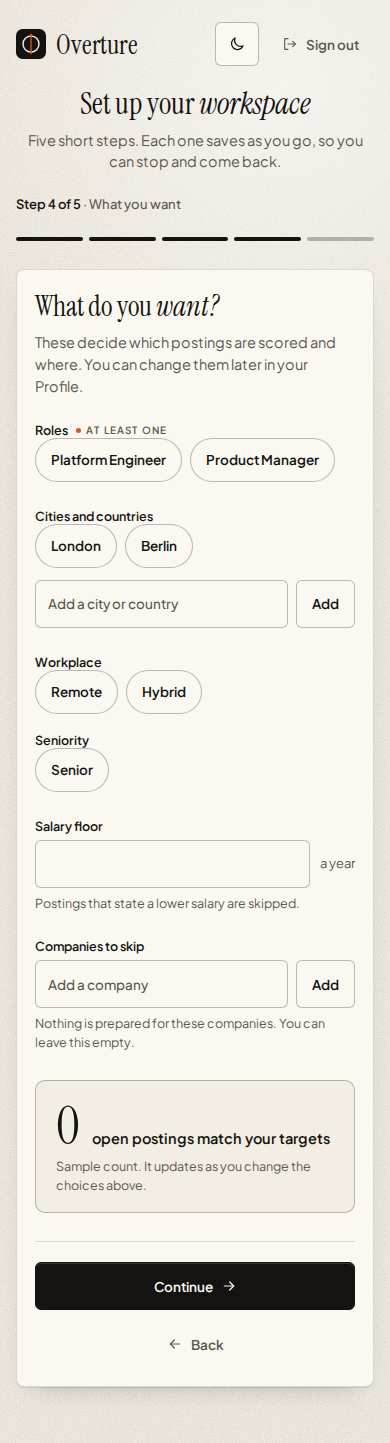 Overture
Sign out
Set up your workspace
Five short steps. Each one saves as you go, so you
can stop and come back.
Step 4 of 5 · What you want
What do you want?
These decide which postings are scored and
where. You can change them later in your
Profile.
Roles • AT LEAST ONE
Platform Engineer Product Manager
Cities and countries
London Berlin
Add a city or country Add
Workplace
Remote Hybrid
Seniority
Senior
Salary floor
a year
Postings that state a lower salary are skipped.
Companies to skip
Add a company Add
Nothing is prepared for these companies. You can
leave this empty.
0 open postings match your targets
Sample count. It updates as you change the
choices above.
Continue →
← Back